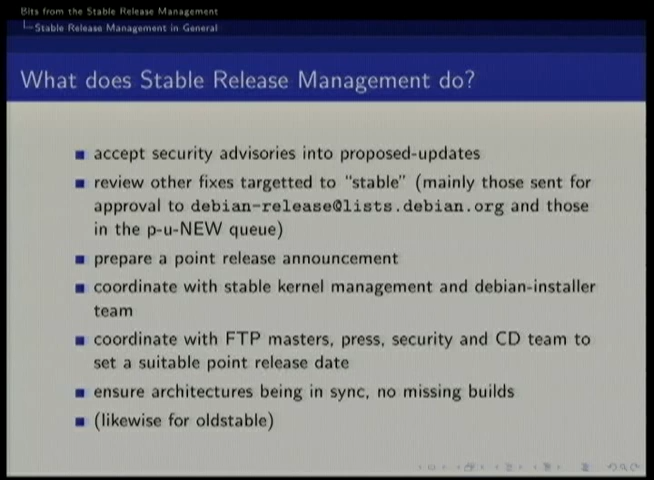 Bits from the Stable Release Management
Stable Release Management in General
What does Stable Release Management do?
accept security advisories into proposed-updates
review other fixes targetted to "stable" (mainly those sent for
approval to debian-release@lists.debian.org and those
in the p-u-NEW queue)
prepare a point release announcement
coordinate with stable kernel management and debian-installer
team
coordinate with FTP masters, press, security and CD team to
set a suitable point release date
ensure architectures being in sync, no missing builds
(likewise for oldstable)